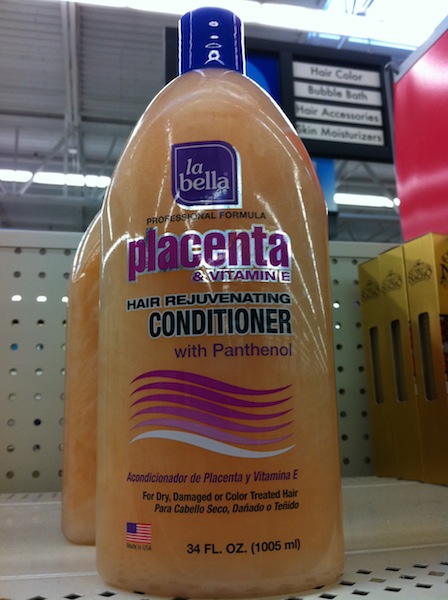 Hair Color
Bubble Bath
Hair Accessories
Skin Moisturizers
la
bella
PROFESSIONAL FORMULA
placenta
& VITAMIN E
HAIR REJUVENATING
CONDITIONER
with Panthenol
Acondicionador de Placenta y Vitamina E
For Dry, Damaged or Color Treated Hair
Para Cabello Seco, Dañado o Teñido
Made in USA
34 FL. OZ. (1005 ml)